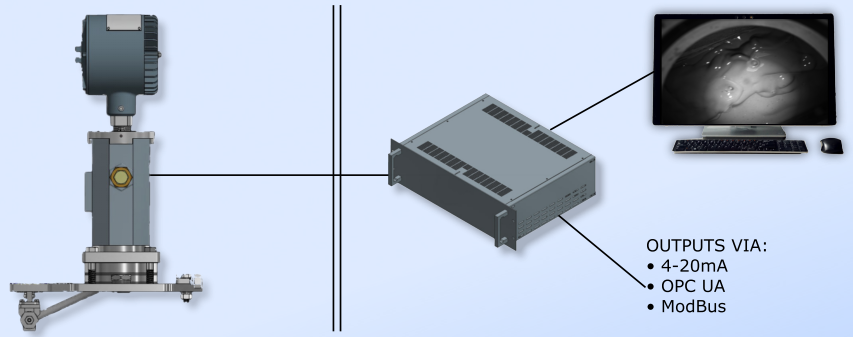 OUTPUTS VIA:
• 4-20mA
• OPC UA
• ModBus